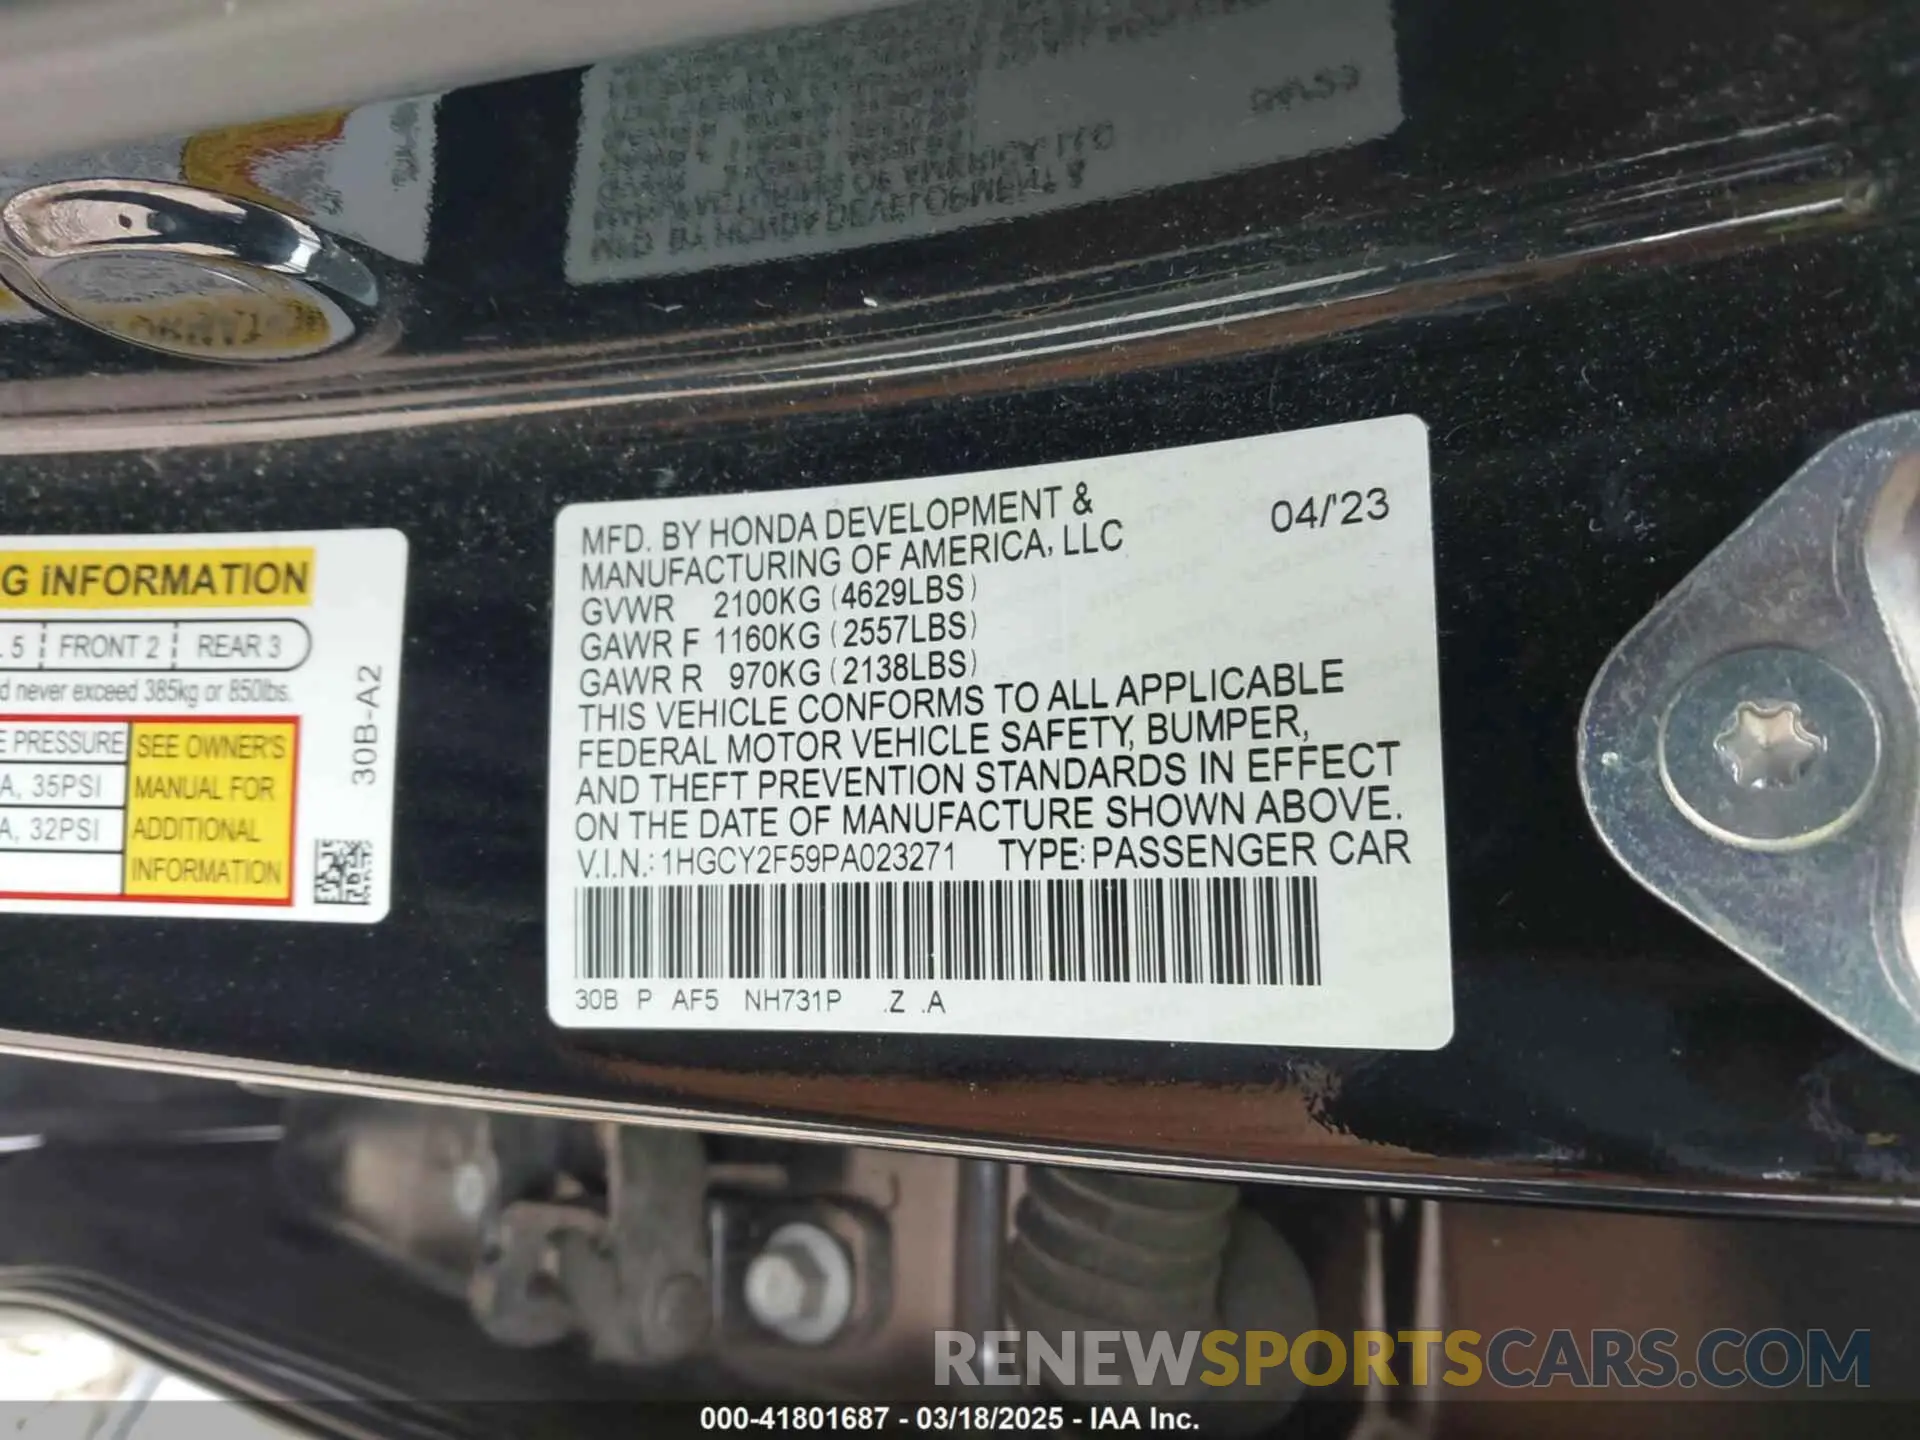 G iNFORMATION
. 5 FRONT 2 REAR 3
d never exceed 385kg or 850lbs.
E PRESSURE
A, 35PSI
A, 32PSI
SEE OWNER'S
MANUAL FOR
ADDITIONAL
INFORMATION
30B-A2
MFD. BY HONDA DEVELOPMENT &
MANUFACTURING OF AMERICA, LLC
04/'23
GVWR 2100KG (4629LBS)
GAWR F 1160KG (2557LBS)
GAWR R 970KG (2138LBS)
THIS VEHICLE CONFORMS TO ALL APPLICABLE
FEDERAL MOTOR VEHICLE SAFETY, BUMPER,
AND THEFT PREVENTION STANDARDS IN EFFECT
ON THE DATE OF MANUFACTURE SHOWN ABOVE.
V.I.N.: 1HGCY2F59PA023271 TYPE: PASSENGER CAR
30B P AF5 NH731P .Z .A
RENEWSPORTSCARS.COM
000-41801687 - 03/18/2025 - IAA Inc.